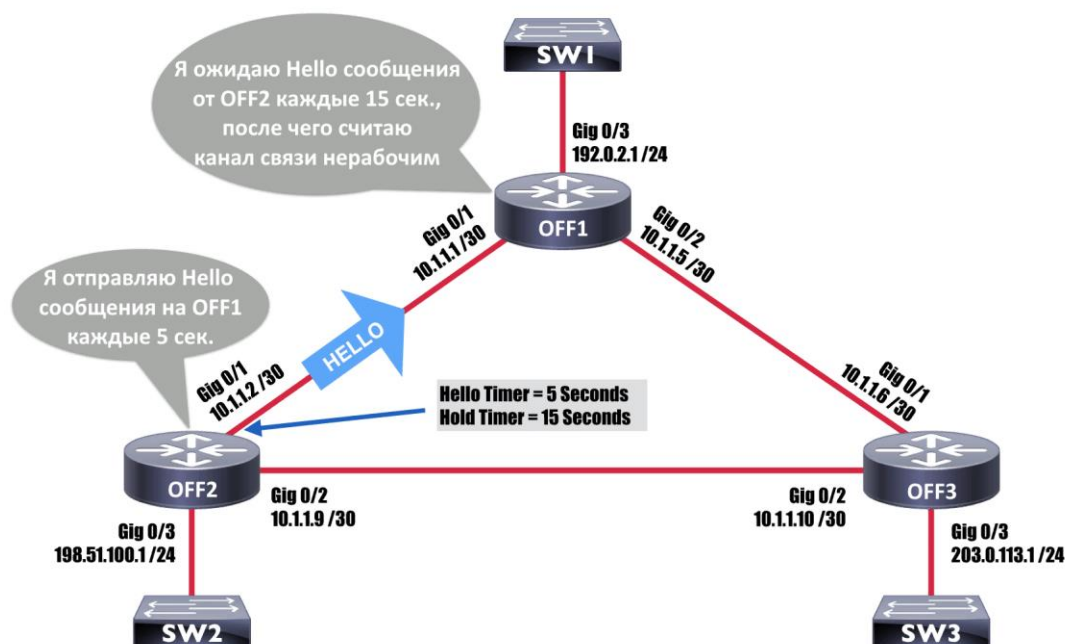 SW1
Я ожидаю Hello сообщения
от OFF2 каждые 15 сек.,
после чего считаю
канал связи нерабочим
Gig 0/3
192.0.2.1 /24
OFF1
Gig 0/1
10.1.1.1 /30
Gig 0/2
10.1.1.5 /30
Я отправляю Hello
сообщения на OFF1
каждые 5 сек.
HELLO
Gig 0/1
10.1.1.2 /30
Hello Timer = 5 Seconds
Hold Timer = 15 Seconds
Gig 0/1
10.1.1.6 /30
OFF2
Gig 0/2
10.1.1.9 /30
Gig 0/2
10.1.1.10 /30
OFF3
Gig 0/3
198.51.100.1 /24
Gig 0/3
203.0.113.1 /24
SW2
SW3